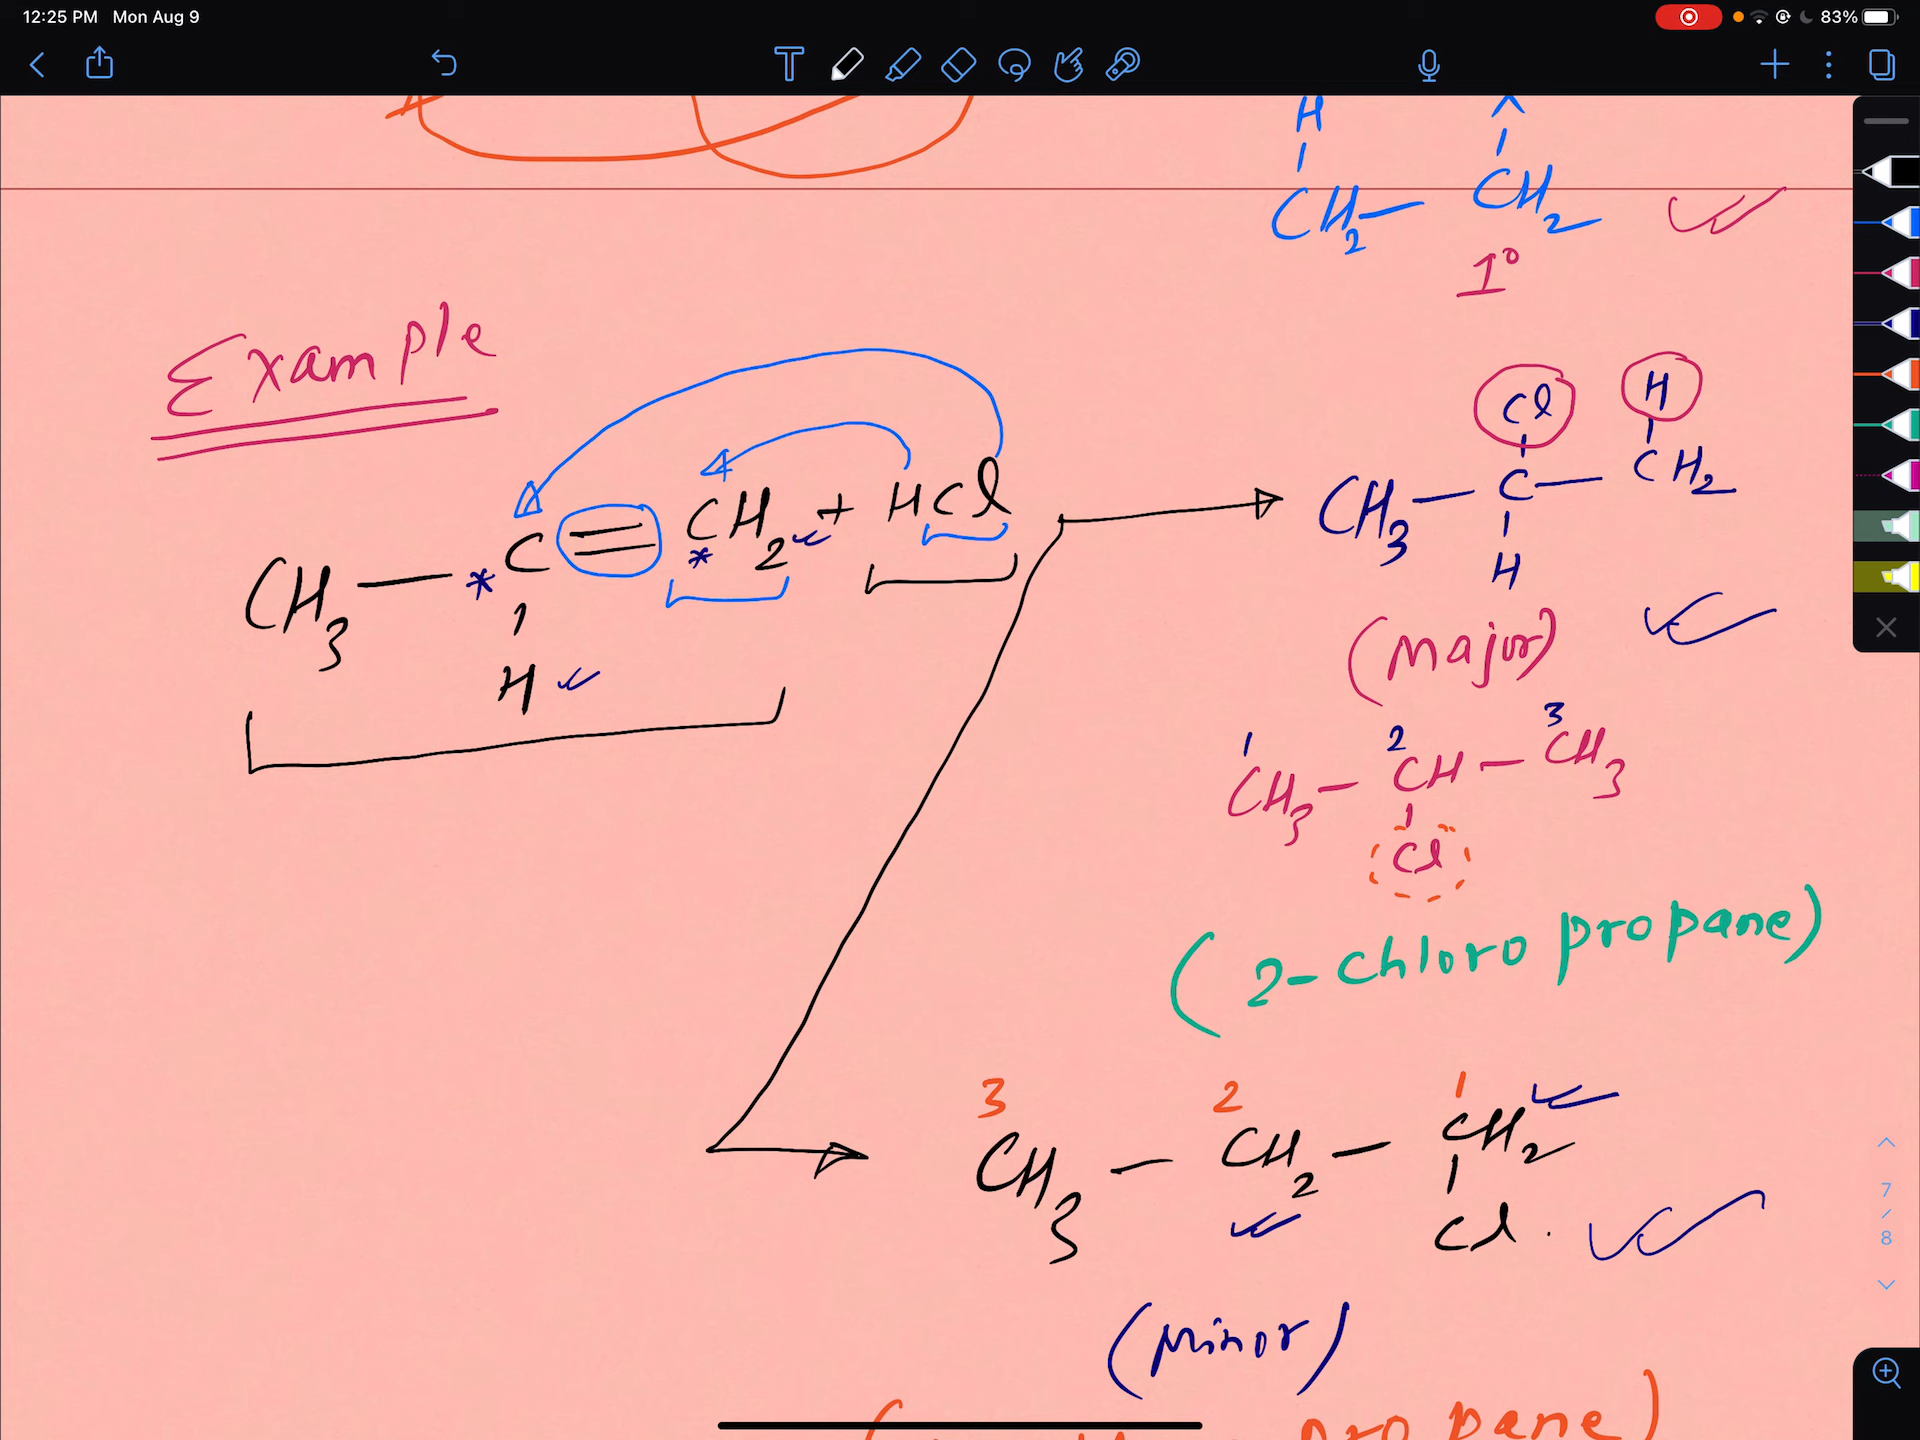 12:25 PM Mon Aug 9
83%
H
CH2— CH2
1°
Example
Cl H
CH3—C—CH2
H
CH3—C=CH2 + HCl
* *
H
(Major)
1 2 3
CH3—CH—CH3
Cl
(2-chloro propane)
3 2 1
CH3—CH2—CH2
Cl.
(Minor)
propane)
7
/
8